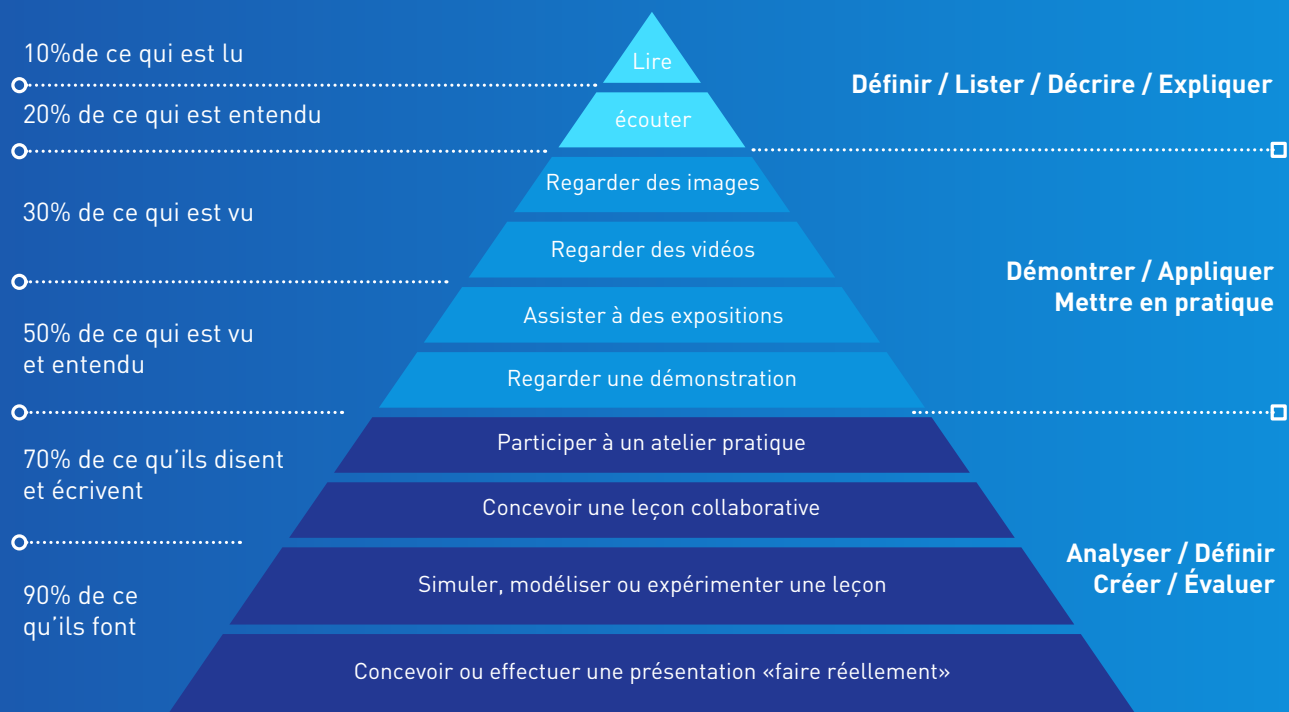 10%de ce qui est lu
Lire
Définir / Lister / Décrire / Expliquer
20% de ce qui est entendu
écouter
30% de ce qui est vu
Regarder des images
Regarder des vidéos
Démontrer / Appliquer
Mettre en pratique
50% de ce qui est vu
et entendu
Assister à des expositions
Regarder une démonstration
70% de ce qu’ils disent
et écrivent
Participer à un atelier pratique
Concevoir une leçon collaborative
Analyser / Définir
Créer / Évaluer
90% de ce
qu’ils font
Simuler, modéliser ou expérimenter une leçon
Concevoir ou effectuer une présentation «faire réellement»